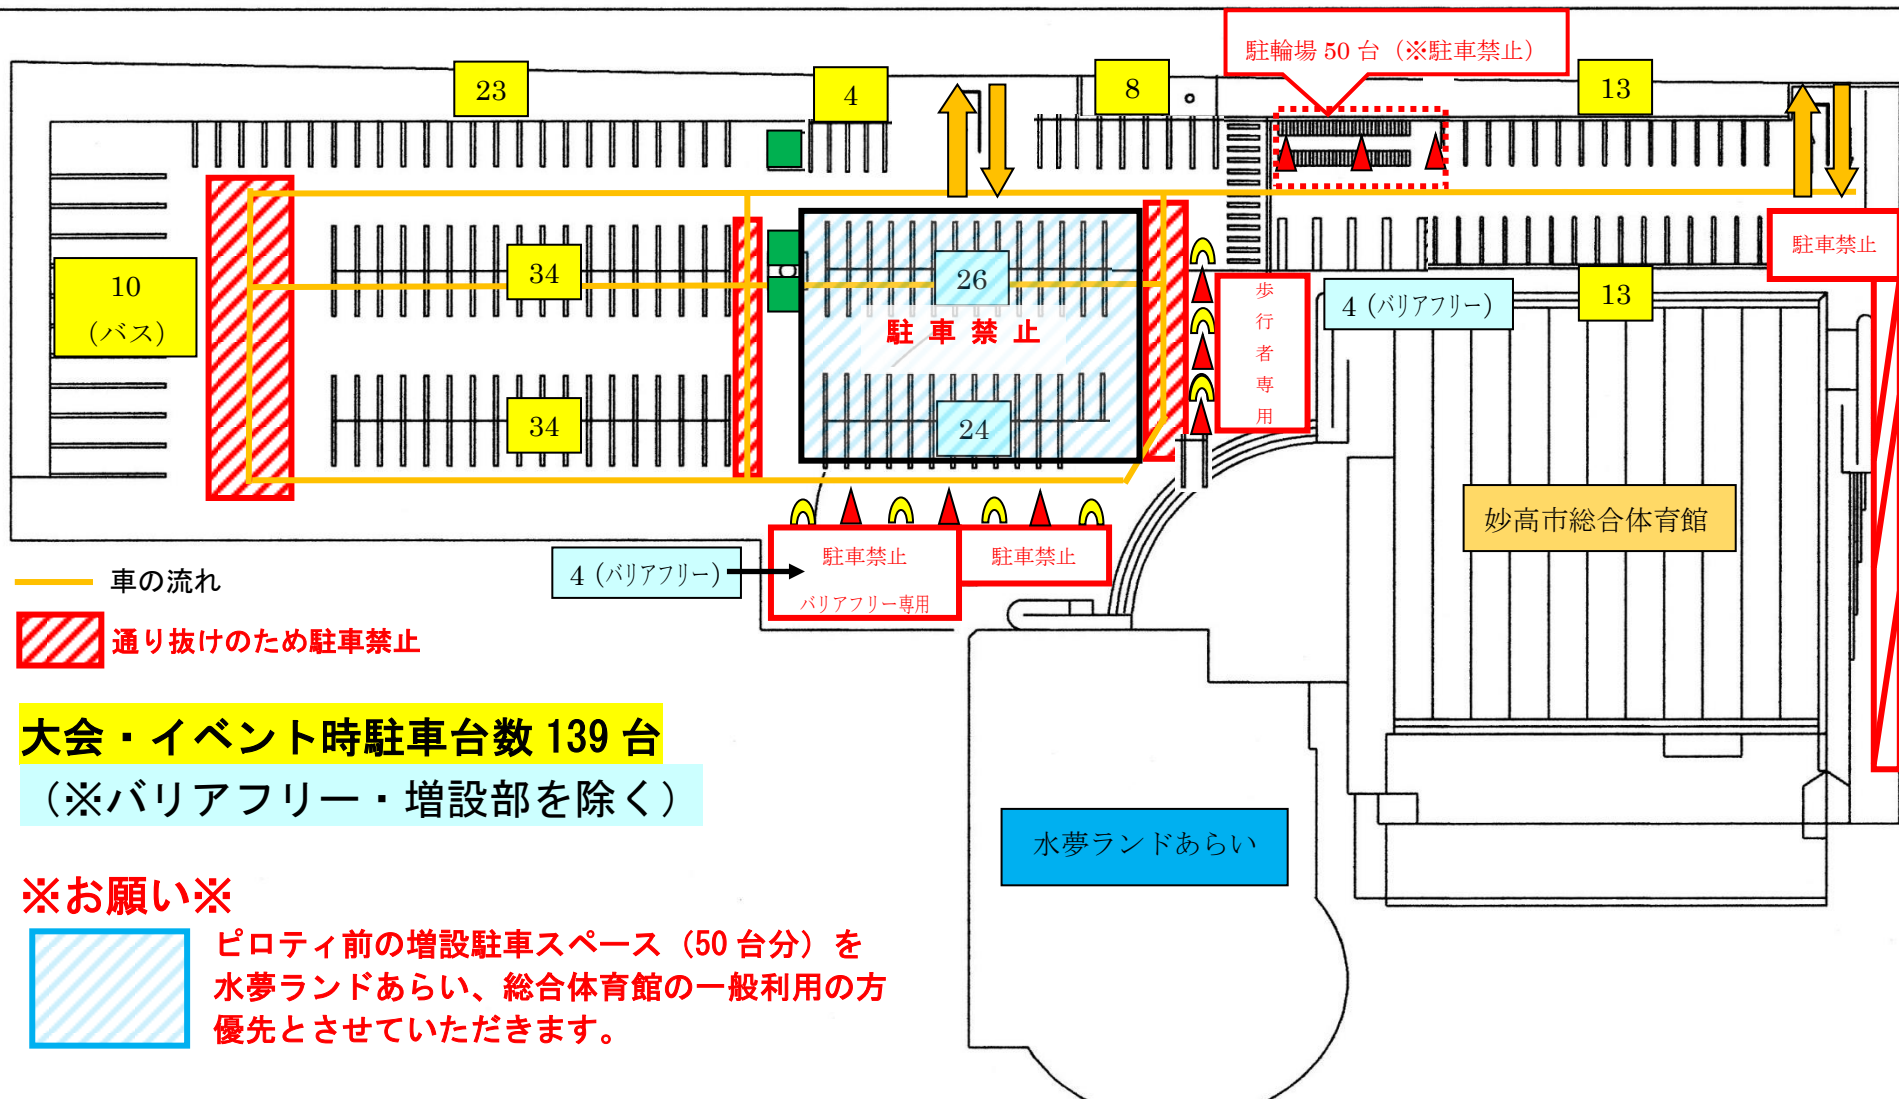 駐輪場 50 台（※駐車禁止）
23
4
8
13
10
（バス）
34
26
駐車禁止
歩行者専用
4（バリアフリー）
13
駐車禁止
34
24
妙高市総合体育館
4（バリアフリー）
駐車禁止
バリアフリー専用
駐車禁止
車の流れ
通り抜けのため駐車禁止
大会・イベント時駐車台数 139 台
（※バリアフリー・増設部を除く）
水夢ランドあらい
※お願い※
ピロティ前の増設駐車スペース（50 台分）を
水夢ランドあらい、総合体育館の一般利用の方
優先とさせていただきます。